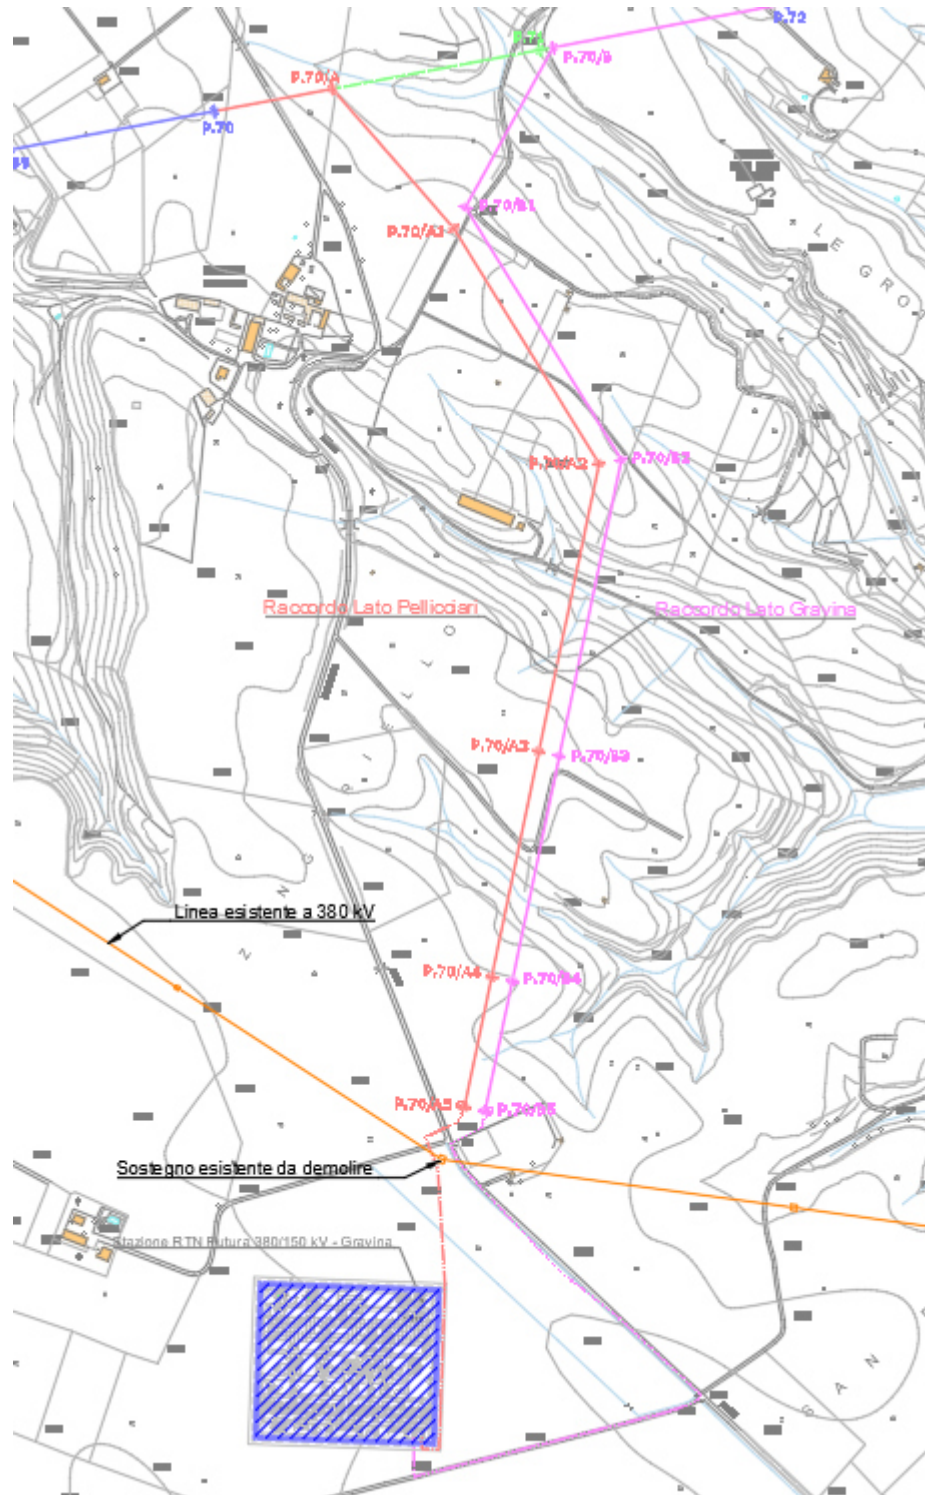 P.72
P.71
P.70/B
P.70/A
P.70
P.70/B1
P.70/A1
LE GRO
P.70/A2
P.70/B2
Raccordo Lato Pellicciari
Raccordo Lato Gravina
P.70/A3
P.70/B3
Linea esistente a 380 kV
P.70/A4
P.70/B4
P.70/A5
P.70/B5
Sostegno esistente da demolire
Stazione RTN Futura 380/150 kV - Gravina
S A N